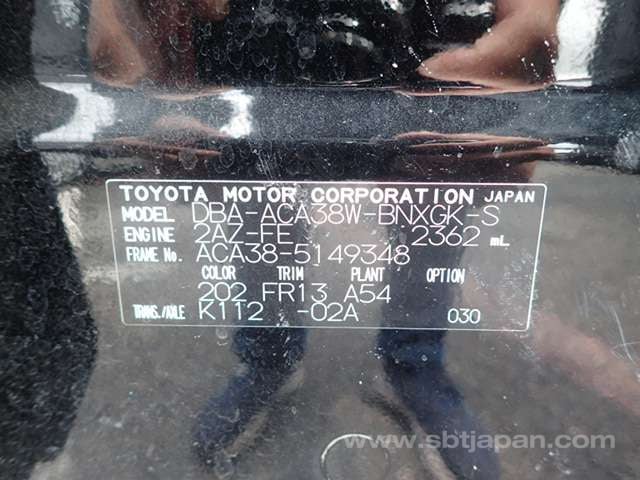 TOYOTA MOTOR CORPORATION JAPAN
MODEL DBA-ACA38W-BNXGK-S
ENGINE 2AZ-FE 2362 mL
FRAME No. ACA38-5149348
COLOR TRIM PLANT OPTION
202 FR13 A54
TRANS./AXLE K112 -02A 030
www.sbtjapan.com